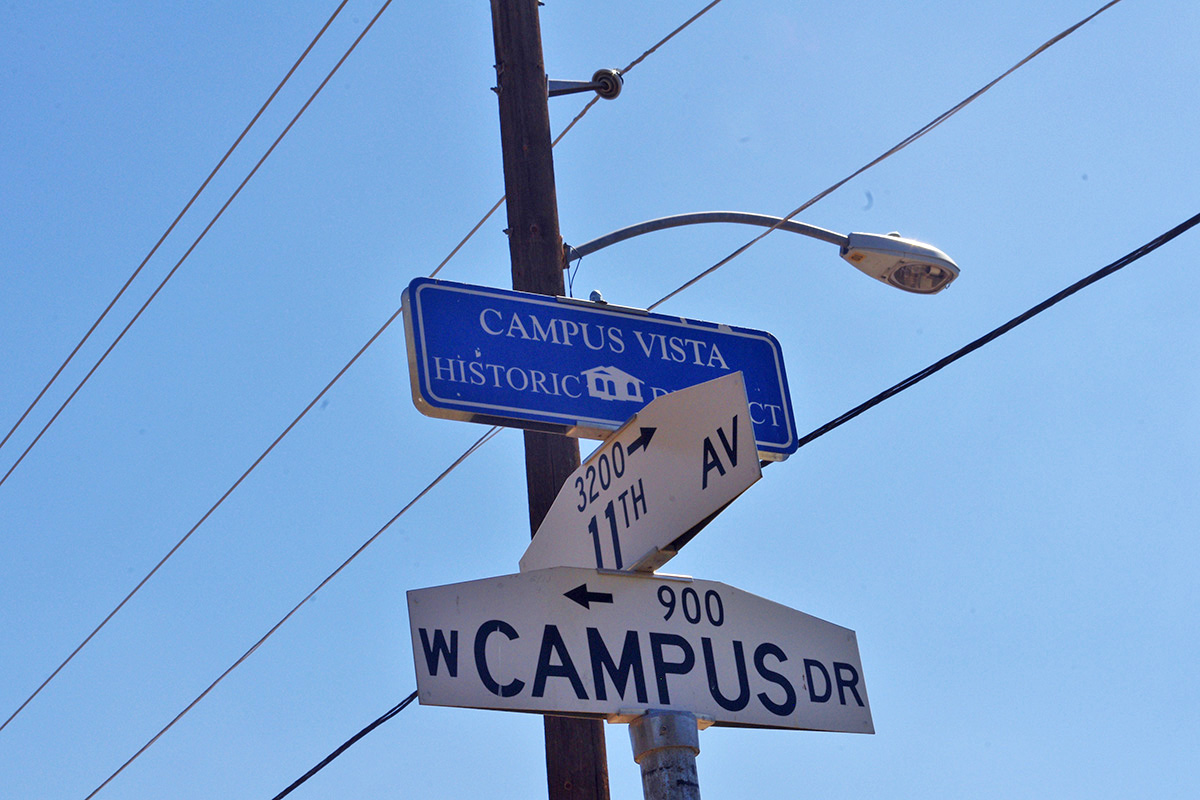 CAMPUS VISTA
HISTORIC
3200
11TH AV
900
W CAMPUS DR